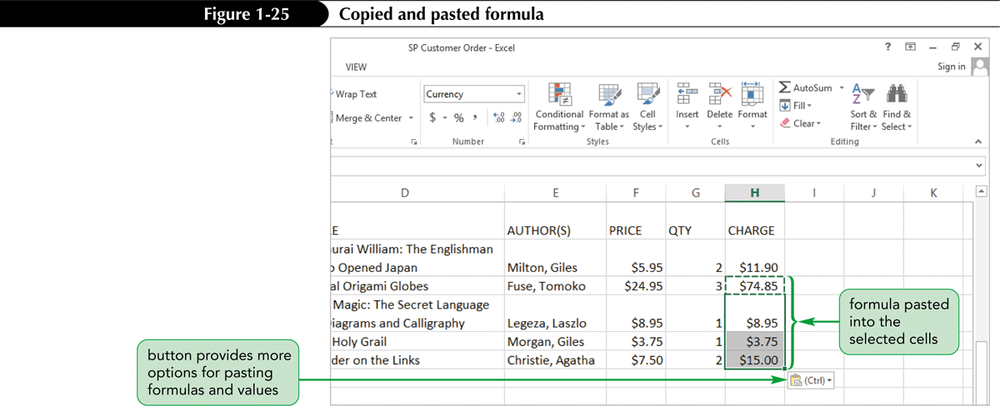 Figure 1-25 Copied and pasted formula
SP Customer Order - Excel ?
VIEW Sign in
Wrap Text Currency AutoSum
Merge & Center $ % , .0 .00 .00 .0 Conditional Formatting Format as Table Cell Styles Insert Delete Format Fill Sort & Filter Find & Select
Clear
t Number Styles Cells Editing
D E F G H I J K
LE AUTHOR(S) PRICE QTY CHARGE
urai William: The Englishman
o Opened Japan Milton, Giles $5.95 2 $11.90
al Origami Globes Fuse, Tomoko $24.95 3 $74.85
Magic: The Secret Language
iagrams and Calligraphy Legeza, Laszlo $8.95 1 $8.95
Holy Grail Morgan, Giles $3.75 1 $3.75
der on the Links Christie, Agatha $7.50 2 $15.00
(Ctrl)
formula pasted
into the
selected cells
button provides more
options for pasting
formulas and values